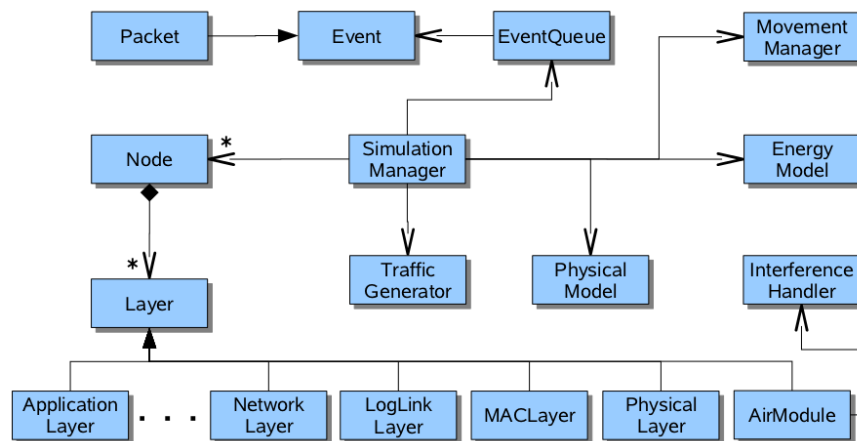 Packet
Event
EventQueue
Movement
Manager
*
Node
Simulation
Manager
Energy
Model
*
Layer
Traffic
Generator
Physical
Model
Interference
Handler
Application
Layer
. . .
Network
Layer
LogLink
Layer
MACLayer
Physical
Layer
AirModule